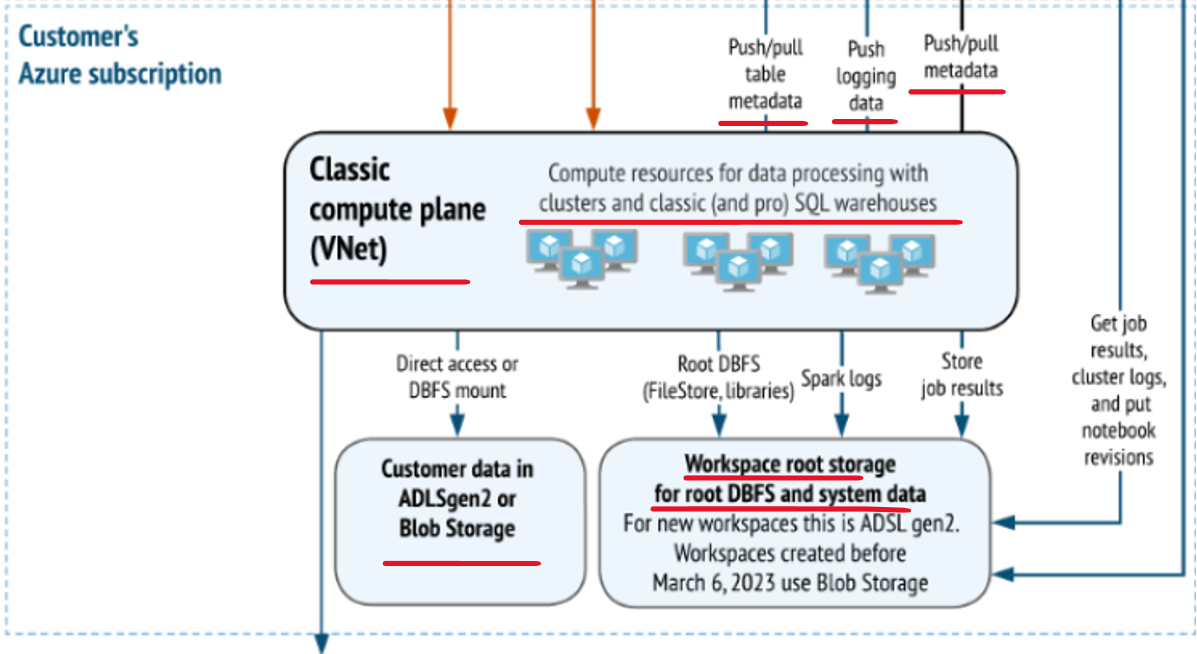 Customer's
Azure subscription
Push/pull
table
metadata
Push
logging
data
Push/pull
metadata
Classic
compute plane
(VNet)
Compute resources for data processing with
clusters and classic (and pro) SQL warehouses
Direct access or
DBFS mount
Root DBFS
(FileStore, libraries)
Spark logs
Store
job results
Get job
results,
cluster logs,
and put
notebook
revisions
Customer data in
ADLSgen2 or
Blob Storage
Workspace root storage
for root DBFS and system data
For new workspaces this is ADSL gen2.
Workspaces created before
March 6, 2023 use Blob Storage